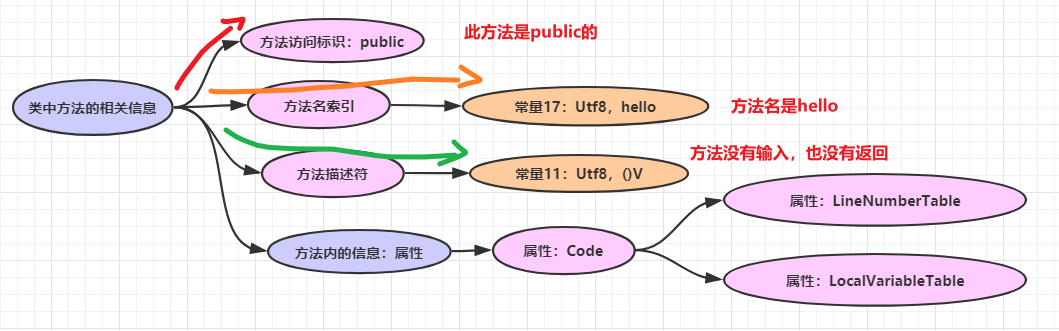 方法访问标识：public
此方法是public的
类中方法的相关信息
方法名索引
常量17：Utf8，hello
方法名是hello
方法描述符
常量11：Utf8，()V
方法没有输入，也没有返回
方法内的信息：属性
属性：Code
属性：LineNumberTable
属性：LocalVariableTable